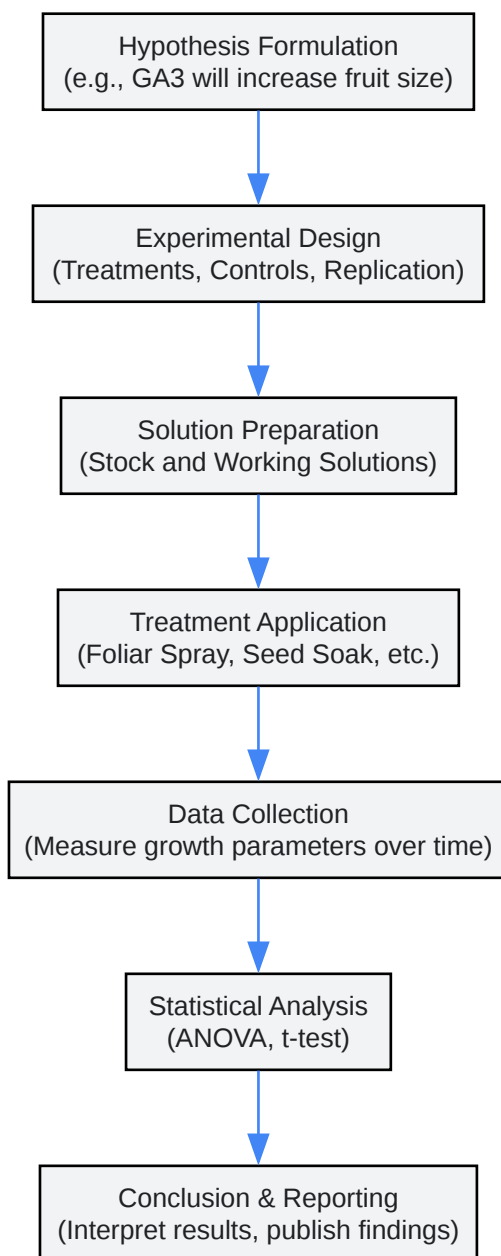 Hypothesis Formulation
(e.g., GA3 will increase fruit size)
Experimental Design
(Treatments, Controls, Replication)
Solution Preparation
(Stock and Working Solutions)
Treatment Application
(Foliar Spray, Seed Soak, etc.)
Data Collection
(Measure growth parameters over time)
Statistical Analysis
(ANOVA, t-test)
Conclusion & Reporting
(Interpret results, publish findings)